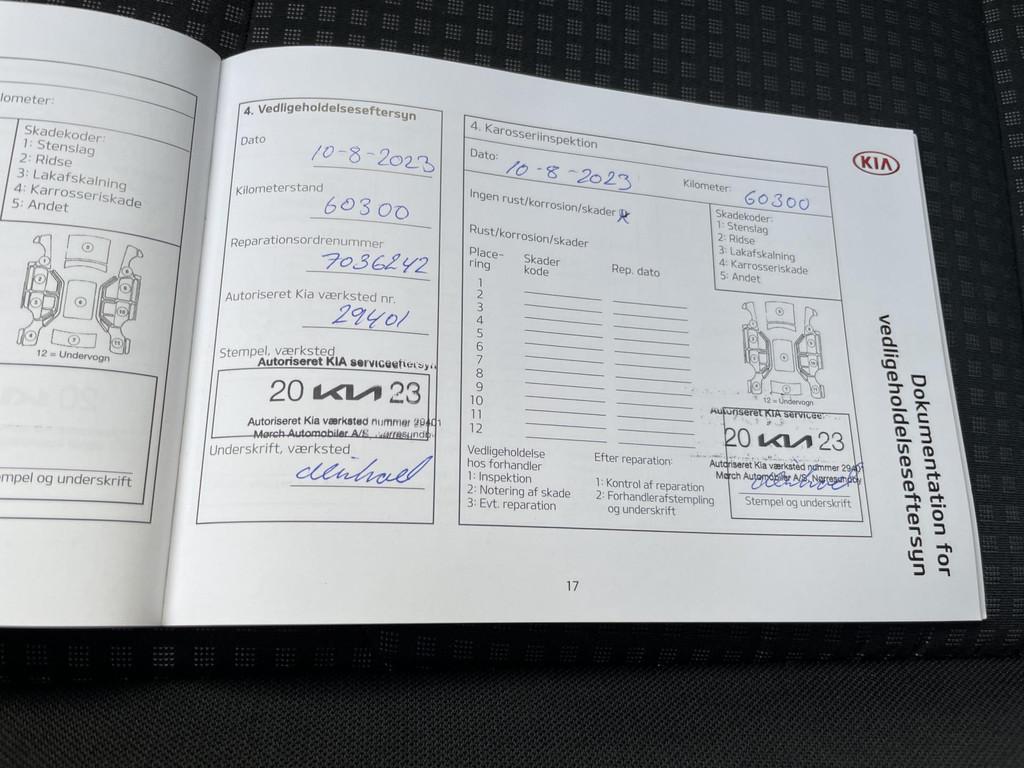 lometer:
Skadekoder:
1: Stenslag
2: Ridse
3: Lakafskalning
4: Karrosseriskade
5: Andet
12 = Undervogn
mpel og underskrift
4. Vedligeholdelseseftersyn
Dato
10-8-2023
Kilometerstand
60300
Reparationsordrenummer
7036242
Autoriseret Kia værksted nr.
29401
Stempel, værksted
Autoriseret KIA serviceeftersyn
20 KIA 23
Autoriseret Kia værksted nummer 29401
Mørch Automobiler A/S, Nørresundby
Underskrift, værksted
4. Karosseriinspektion
Dato: 10-8-2023
Kilometer: 60300
Ingen rust/korrosion/skader x
Rust/korrosion/skader
Place-
ring
Skader
kode
Rep. dato
1
2
3
4
5
6
7
8
9
10
11
12
Skadekoder:
1: Stenslag
2: Ridse
3: Lakafskalning
4: Karrosseriskade
5: Andet
12 = Undervogn
Vedligeholdelse
hos forhandler
1: Inspektion
2: Notering af skade
3: Evt. reparation
Efter reparation:
1: Kontrol af reparation
2: Forhandlerafstempling
og underskrift
Autoriseret KIA service
20 KIA 23
Autoriseret Kia værksted nummer 2940
Mørch Automobiler A/S, Nørresundby
Stempel og underskrift
17
KIA
Dokumentation for
vedligeholdelseseftersyn